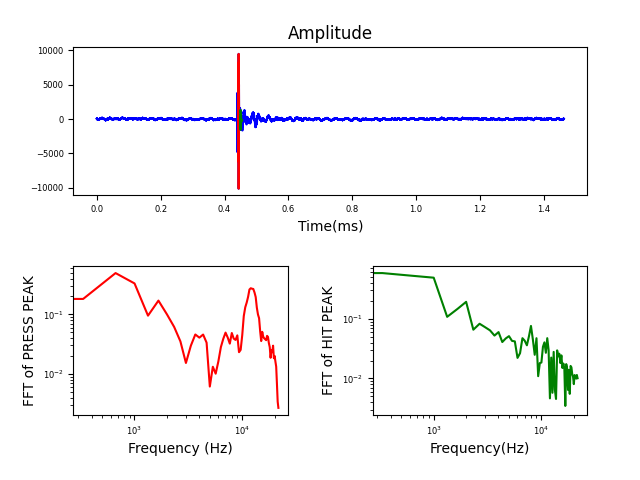 Amplitude
10000
5000
0
−5000
−10000
0.0 0.2 0.4 0.6 0.8 1.0 1.2 1.4
Time(ms)
FFT of PRESS PEAK
10⁻¹
10⁻²
10³ 10⁴
Frequency (Hz)
FFT of HIT PEAK
10⁻¹
10⁻²
10³ 10⁴
Frequency(Hz)